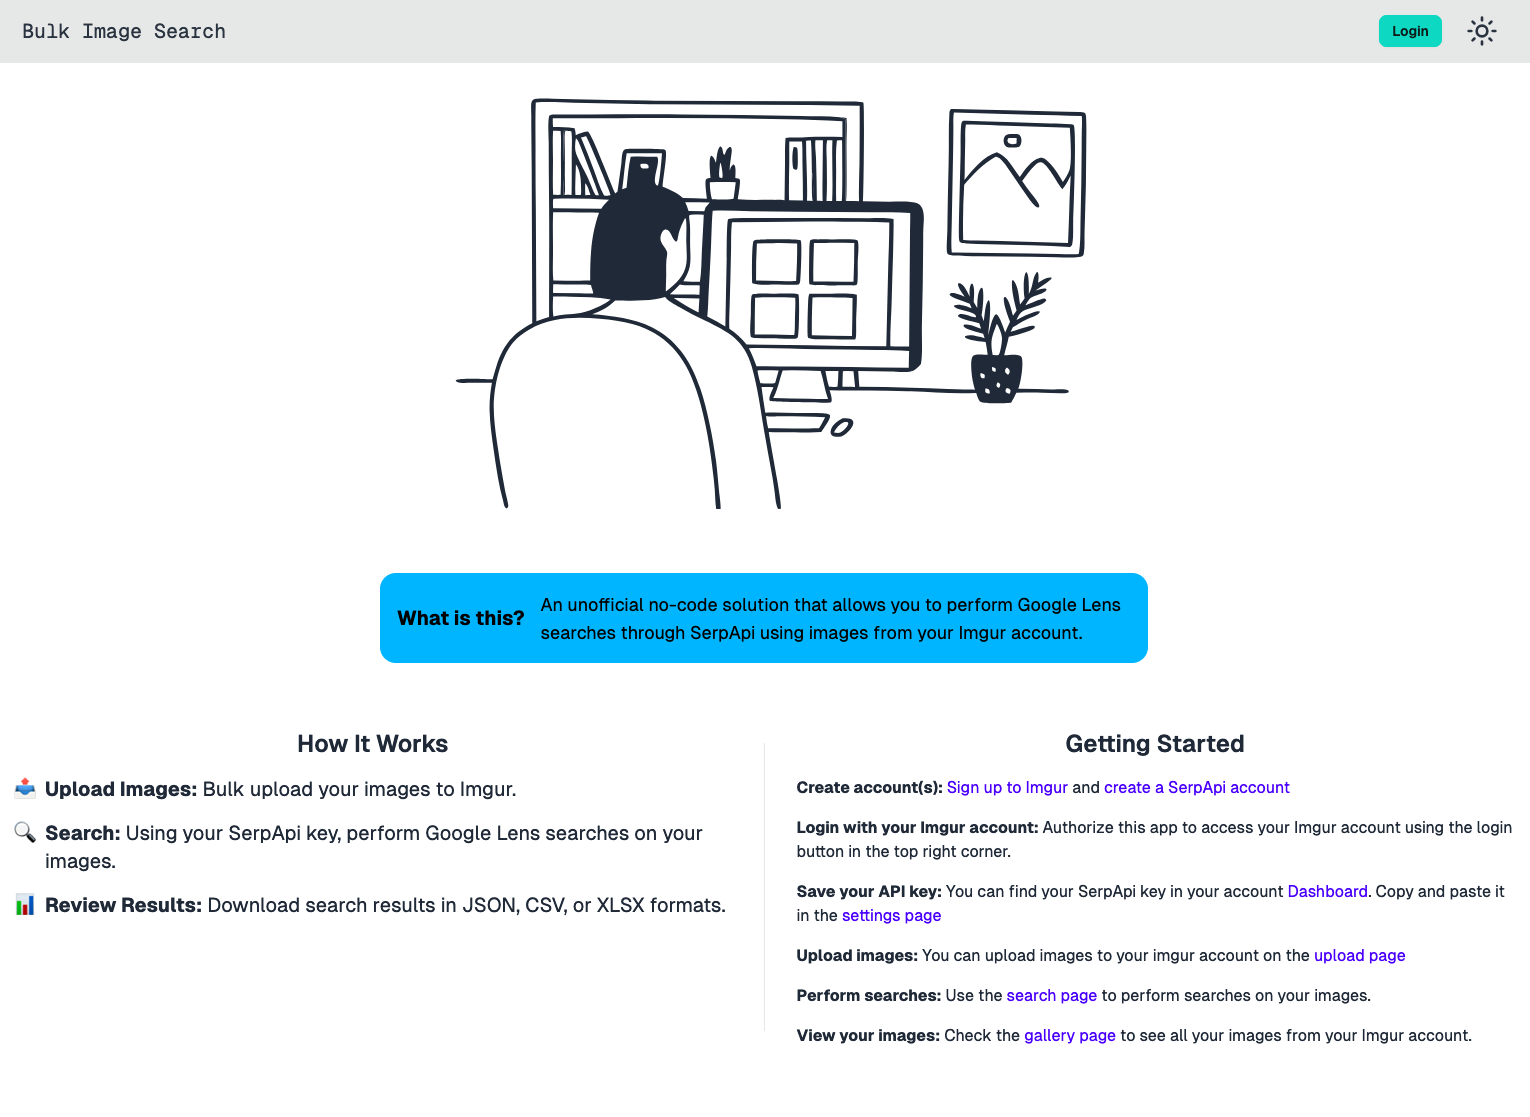 Bulk Image Search
Login
What is this?
An unofficial no-code solution that allows you to perform Google Lens
searches through SerpApi using images from your Imgur account.
How It Works
📤 Upload Images: Bulk upload your images to Imgur.
🔍 Search: Using your SerpApi key, perform Google Lens searches on your
images.
📊 Review Results: Download search results in JSON, CSV, or XLSX formats.
Getting Started
Create account(s): Sign up to Imgur and create a SerpApi account
Login with your Imgur account: Authorize this app to access your Imgur account using the login
button in the top right corner.
Save your API key: You can find your SerpApi key in your account Dashboard. Copy and paste it
in the settings page
Upload images: You can upload images to your imgur account on the upload page
Perform searches: Use the search page to perform searches on your images.
View your images: Check the gallery page to see all your images from your Imgur account.